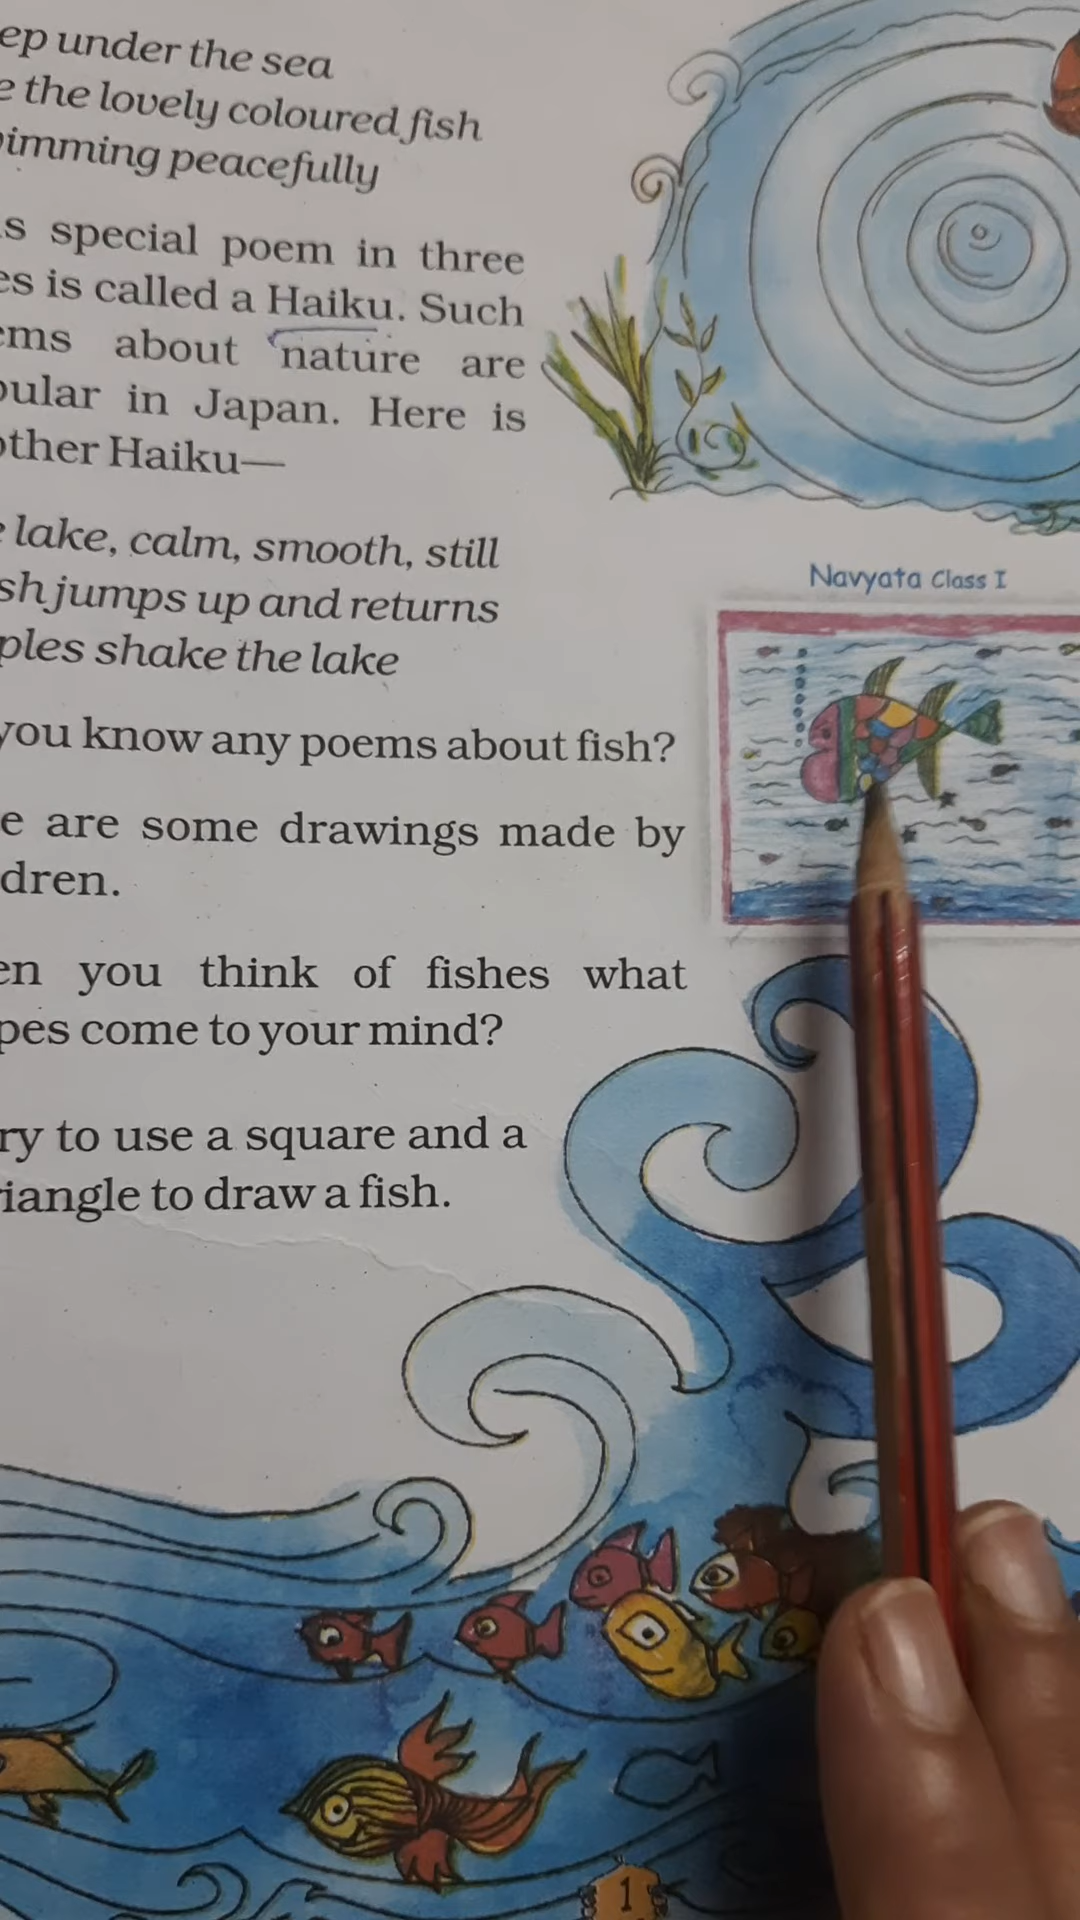 ep under the sea
e the lovely coloured fish
imming peacefully
s special poem in three
es is called a Haiku. Such
ems about nature are
pular in Japan. Here is
other Haiku—
e lake, calm, smooth, still
sh jumps up and returns
ples shake the lake
you know any poems about fish?
e are some drawings made by
dren.
en you think of fishes what
pes come to your mind?
ry to use a square and a
riangle to draw a fish.
Navyata Class I
1